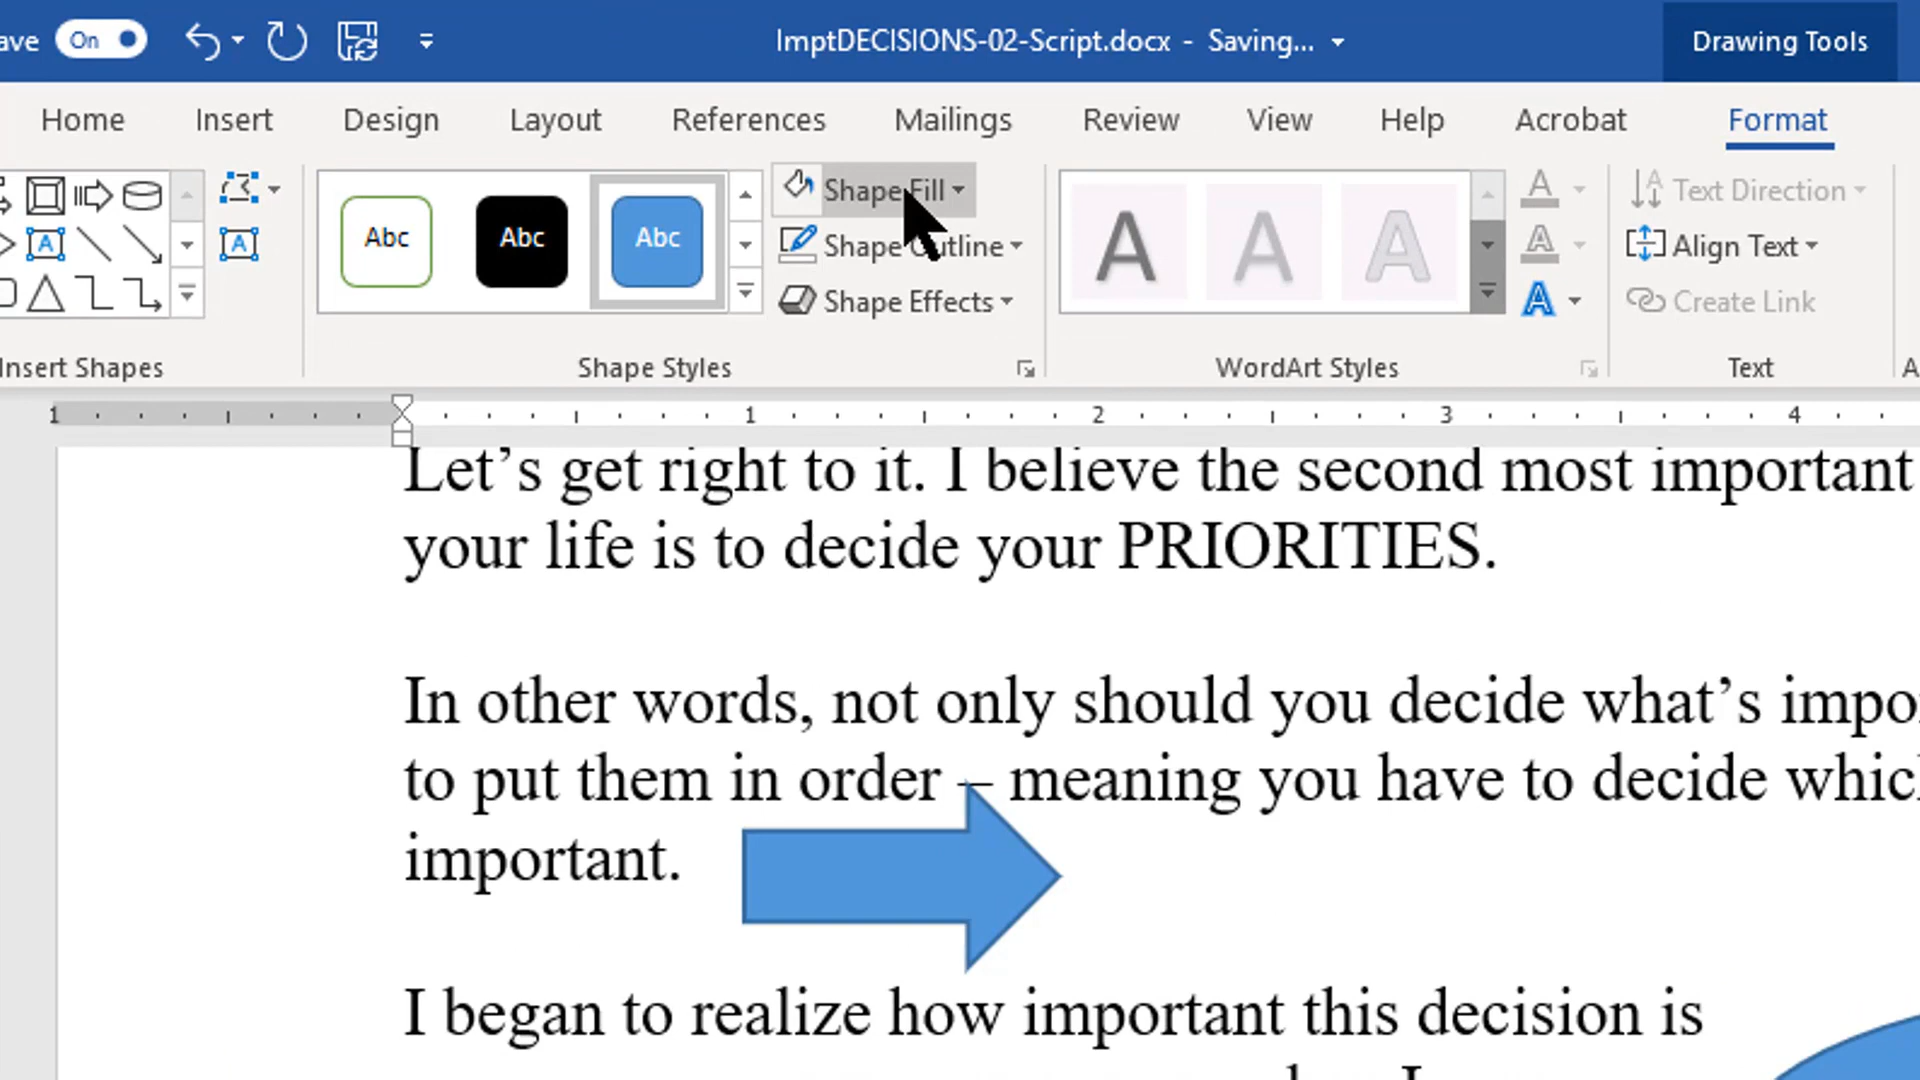 ave On ImptDECISIONS-02-Script.docx - Saving... Drawing Tools
Home Insert Design Layout References Mailings Review View Help Acrobat Format
Abc Abc Abc Shape Fill A A A A Text Direction
A Shape Outline A Align Text
A Shape Effects A Create Link
Insert Shapes Shape Styles WordArt Styles Text A
1 1 2 3 4
Let’s get right to it. I believe the second most important
your life is to decide your PRIORITIES.
In other words, not only should you decide what’s impo
to put them in order – meaning you have to decide which
important.
I began to realize how important this decision is